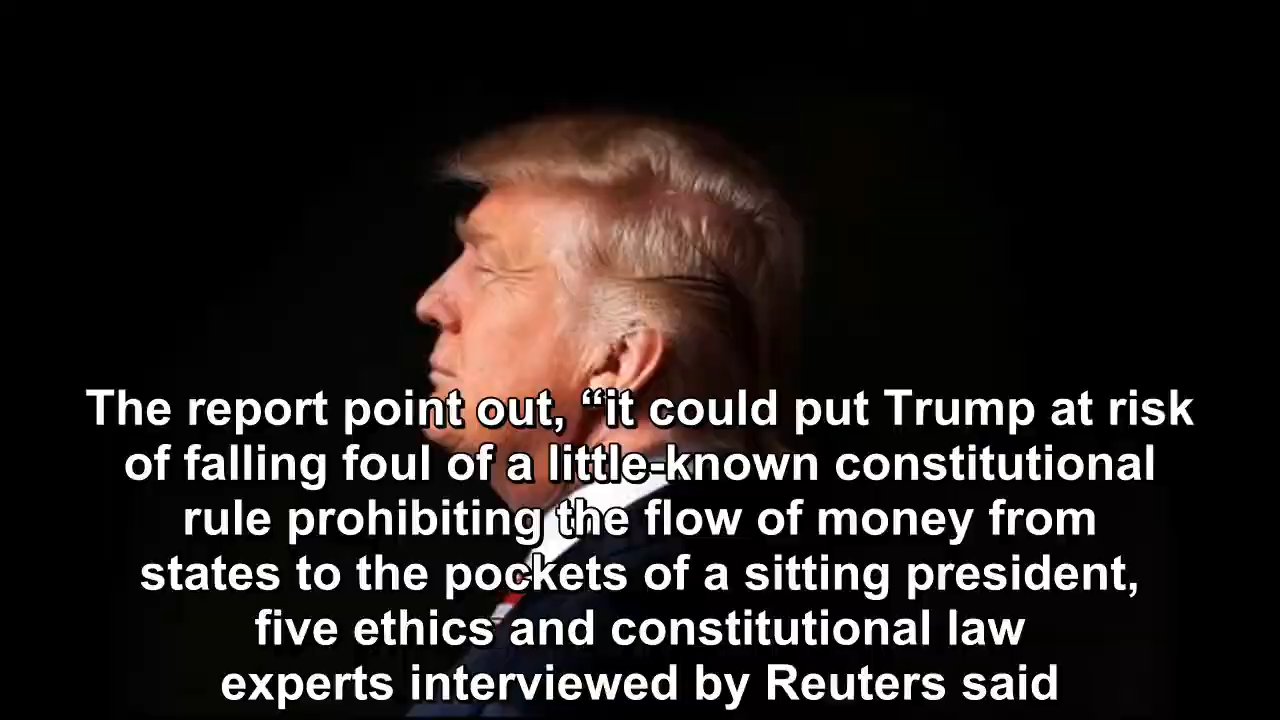 The report point out, “it could put Trump at risk
of falling foul of a little-known constitutional
rule prohibiting the flow of money from
states to the pockets of a sitting president,
five ethics and constitutional law
experts interviewed by Reuters said